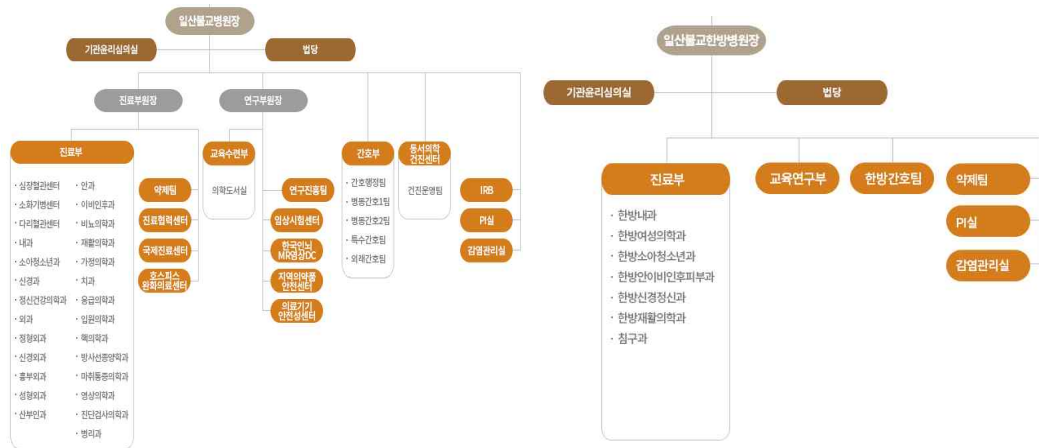 일산불교병원장
기관윤리심의실
법당
진료부원장
연구부원장
진료부
· 심장혈관센터
· 소화기병센터
· 다리혈관센터
· 내과
· 소아청소년과
· 신경과
· 정신건강의학과
· 외과
· 정형외과
· 신경외과
· 흉부외과
· 성형외과
· 산부인과
· 안과
· 이비인후과
· 비뇨의학과
· 재활의학과
· 가정의학과
· 치과
· 응급의학과
· 입원의학과
· 핵의학과
· 방사선종양학과
· 마취통증의학과
· 영상의학과
· 진단검사의학과
· 병리과
약제팀
진료협력센터
국제진료센터
호스피스
완화의료센터
교육수련부
의학도서실
연구진흥팀
임상시험센터
한국인뇌
MR영상DC
지역의약품
안전센터
의료기기
안전성센터
간호부
· 간호행정팀
· 병동간호1팀
· 병동간호2팀
· 특수간호팀
· 외래간호팀
동서의학
건진센터
건진운영팀
IRB
PI실
감염관리실
일산불교한방병원장
기관윤리심의실
법당
진료부
· 한방내과
· 한방여성의학과
· 한방소아청소년과
· 한방안이비인후피부과
· 한방신경정신과
· 한방재활의학과
· 침구과
교육연구부
한방간호팀
약제팀
PI실
감염관리실